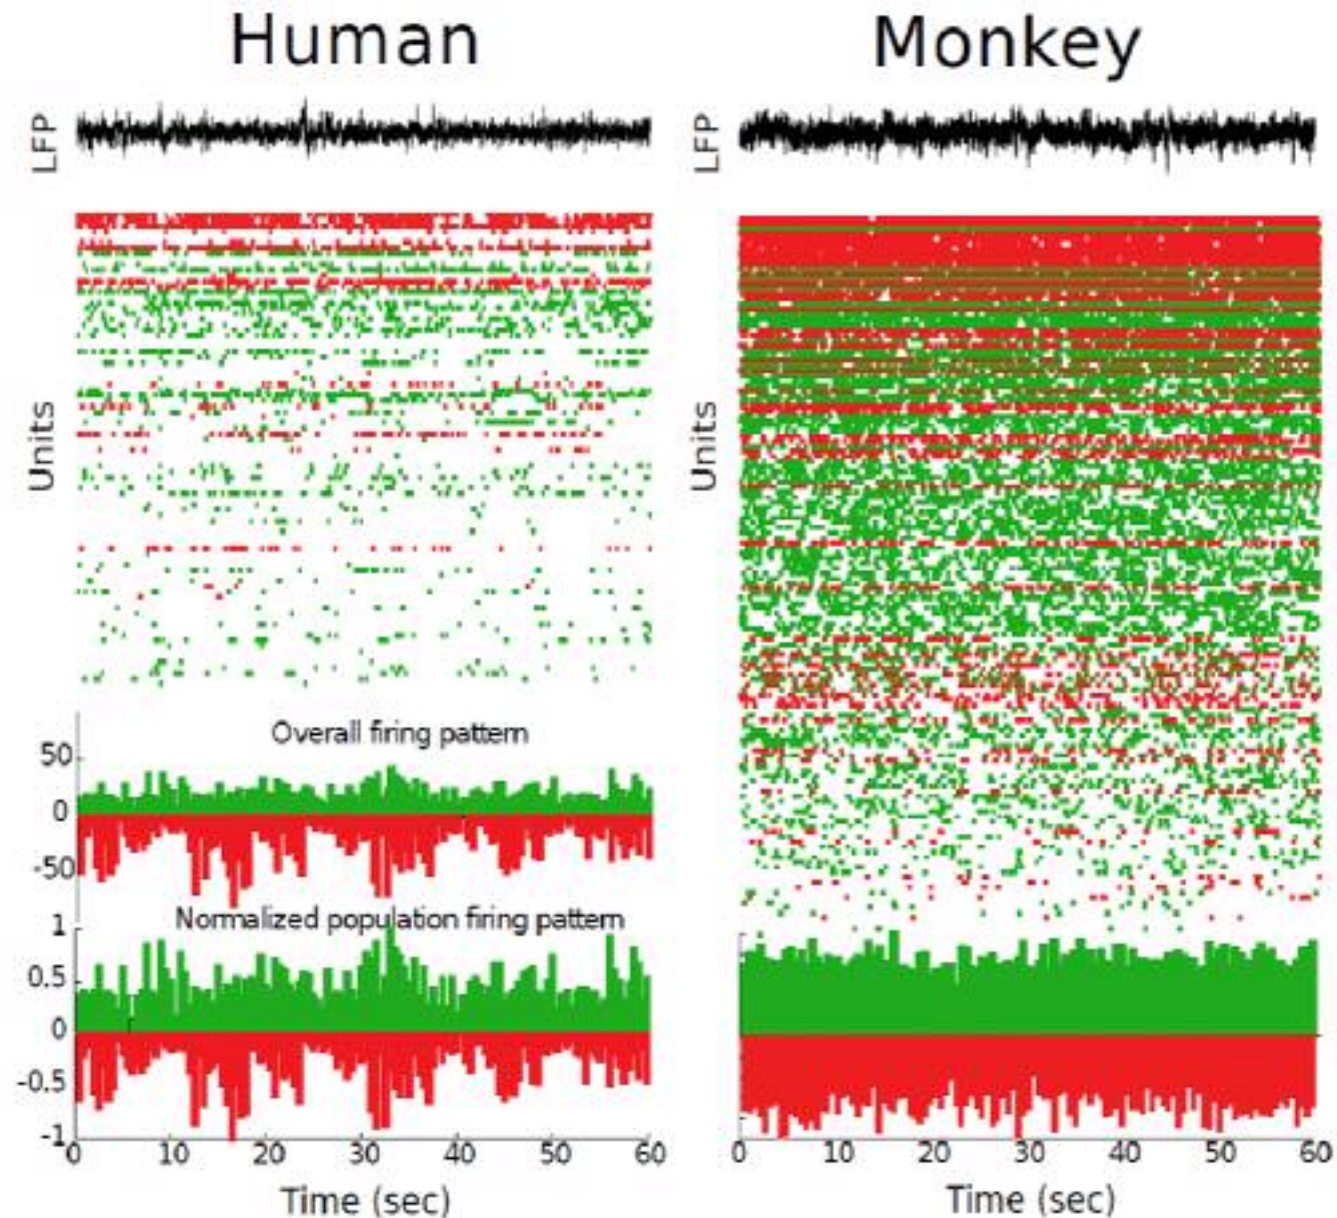 Human
Monkey
LFP
LFP
Units
Units
Overall firing pattern
50
0
-50
Normalized population firing pattern
1
0.5
0
-0.5
-1
0 10 20 30 40 50 60
Time (sec)
0 10 20 30 40 50 60
Time (sec)